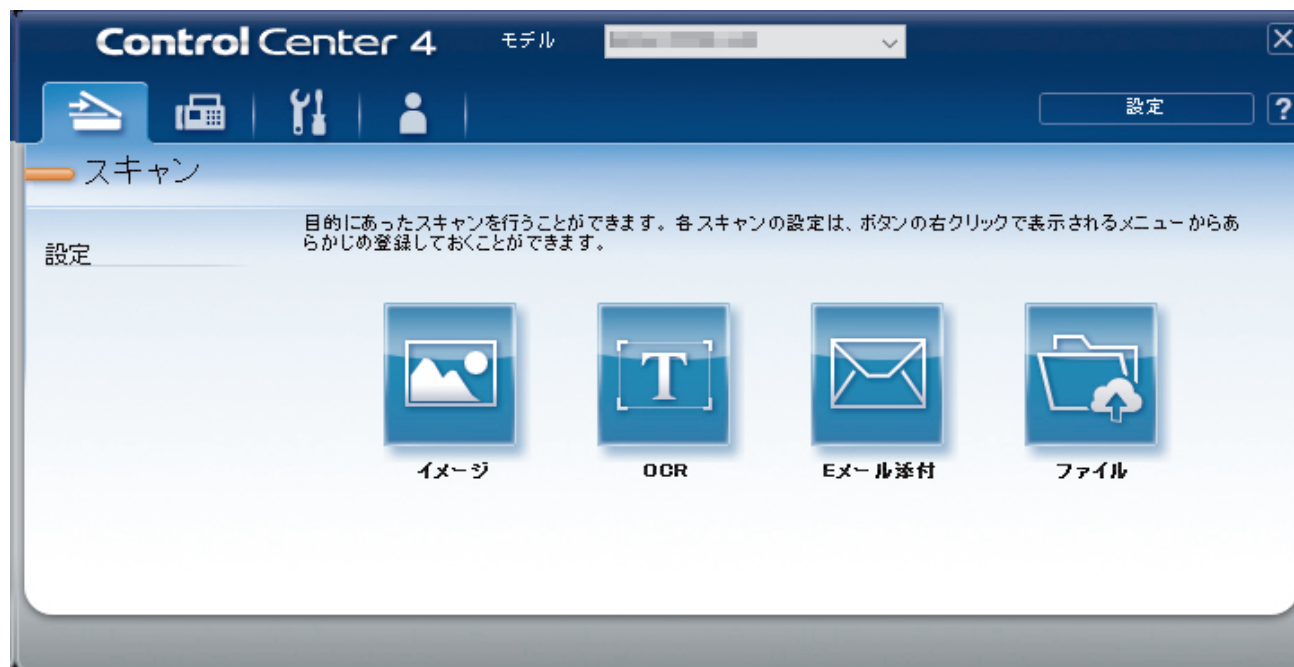 Control Center 4
モデル
設定
?
スキャン
設定
目的にあったスキャンを行うことができます。各スキャンの設定は、ボタンの右クリックで表示されるメニューからあ
らかじめ登録しておくことができます。
T
イメージ
OCR
Eメール添付
ファイル